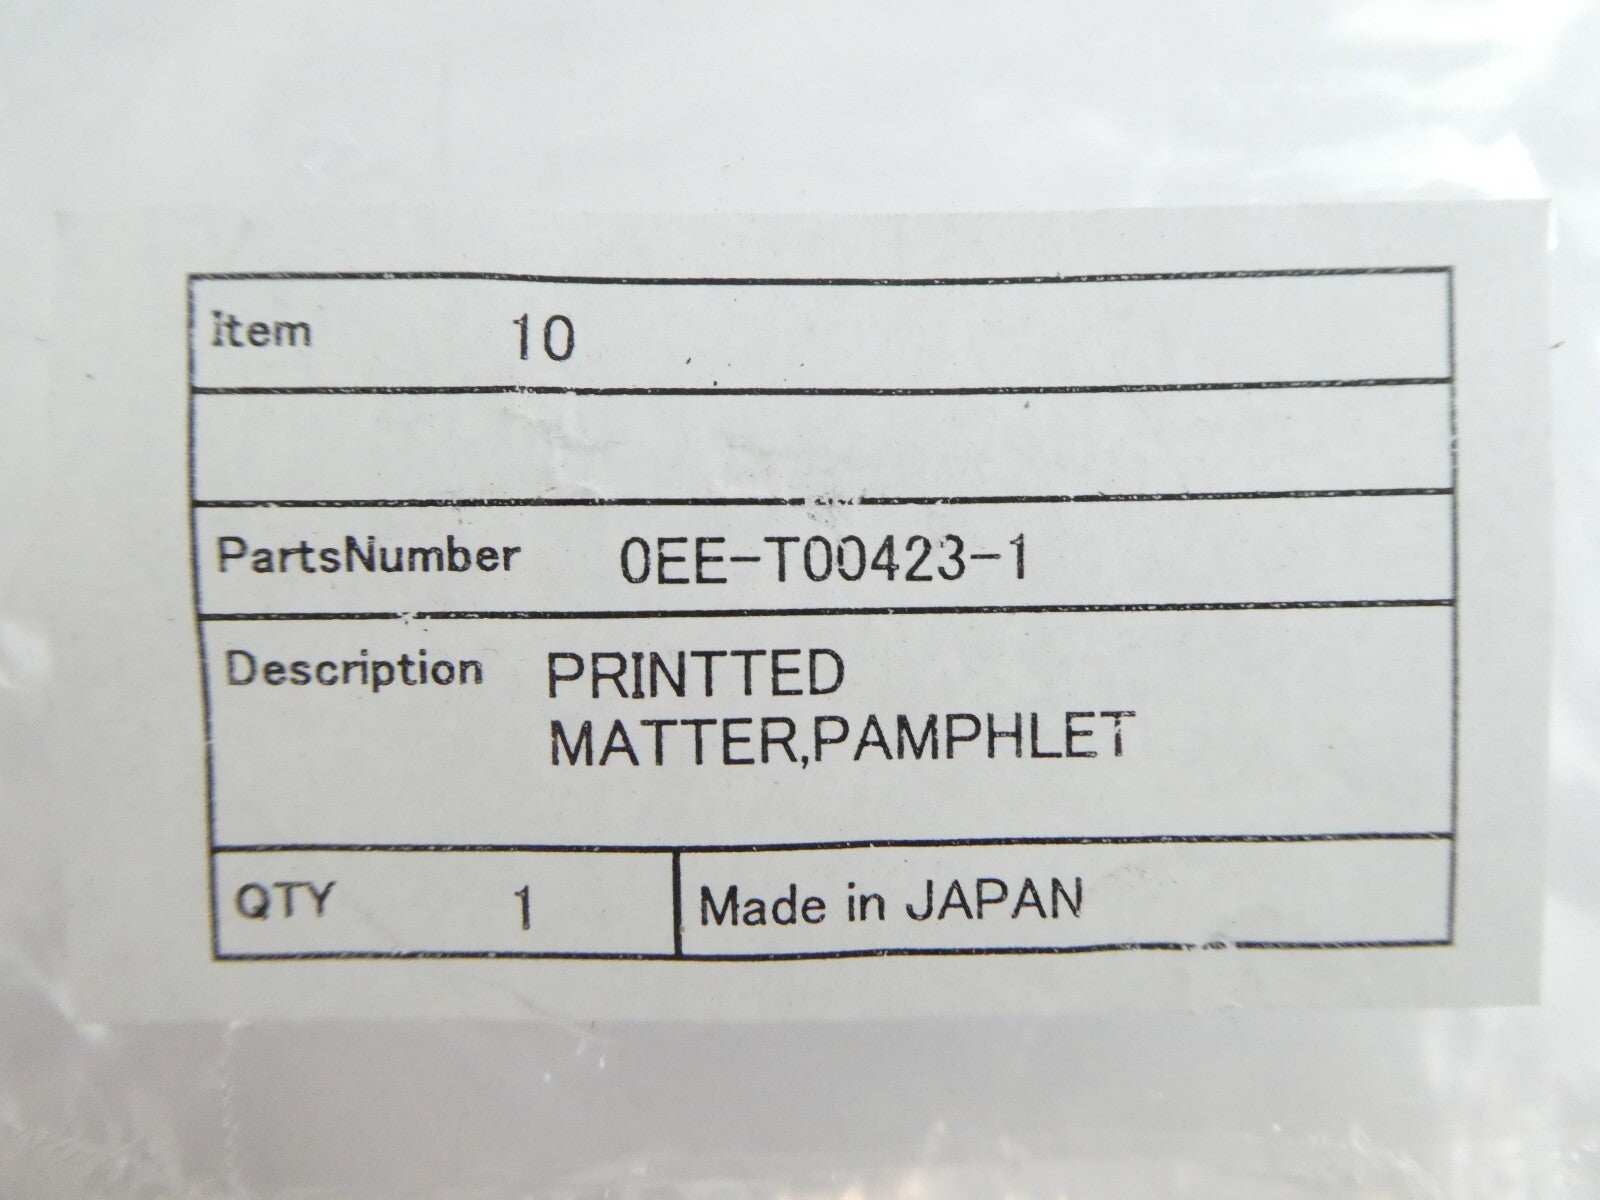 Item 10
PartsNumber 0EE-T00423-1
Description PRINTTED
MATTER,PAMPHLET
QTY 1 Made in JAPAN